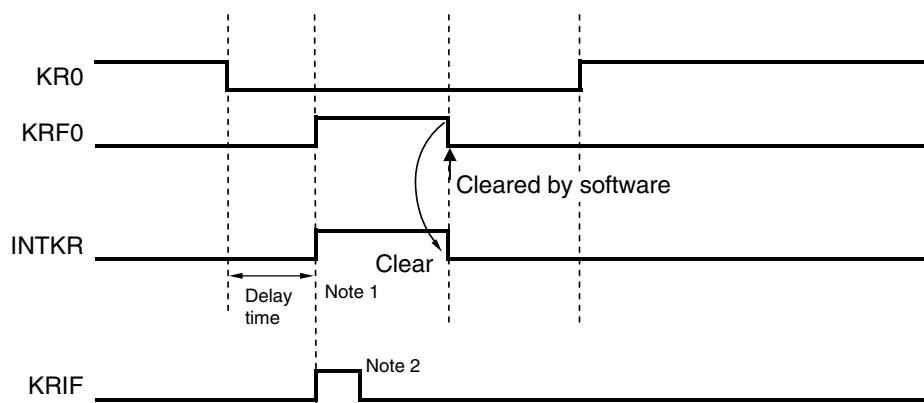 KR0
KRF0
Cleared by software
INTKR
Clear
Delay
time
Note 1
KRIF
Note 2